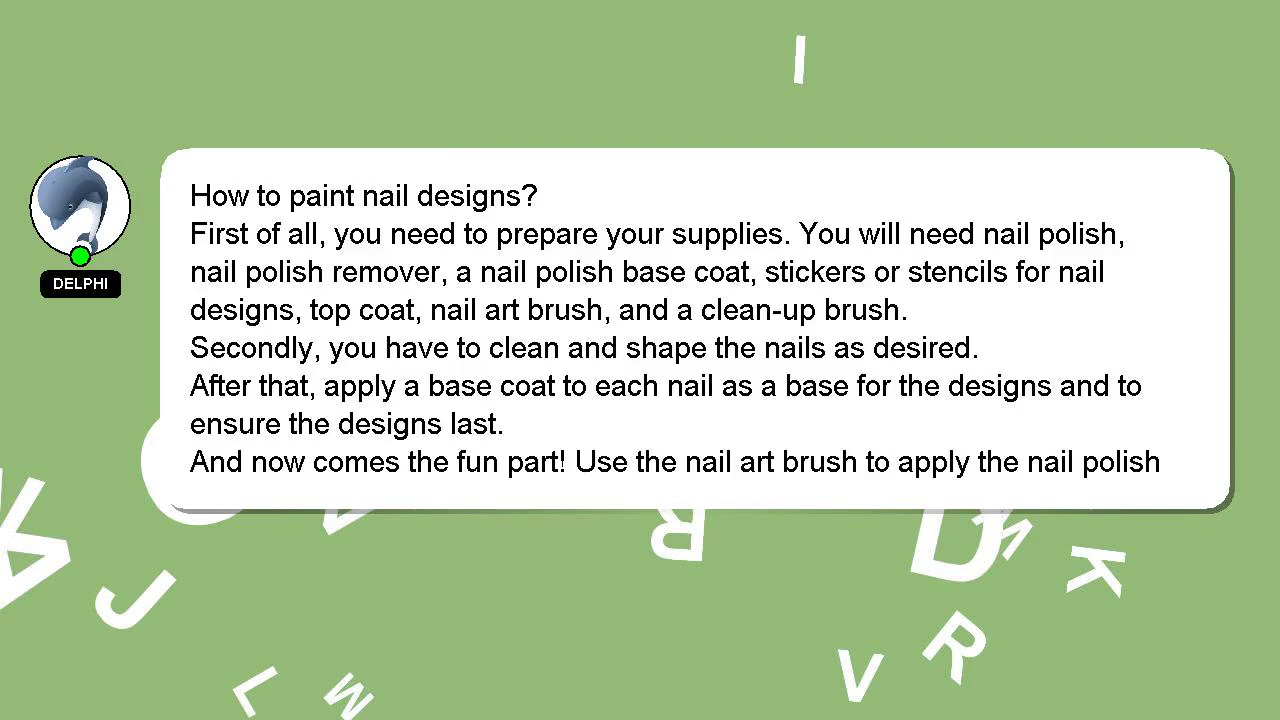 I
How to paint nail designs?
First of all, you need to prepare your supplies. You will need nail polish,
nail polish remover, a nail polish base coat, stickers or stencils for nail
designs, top coat, nail art brush, and a clean-up brush.
Secondly, you have to clean and shape the nails as desired.
After that, apply a base coat to each nail as a base for the designs and to
ensure the designs last.
And now comes the fun part! Use the nail art brush to apply the nail polish
DELPHI
R
D
K
J
R
V
L
W